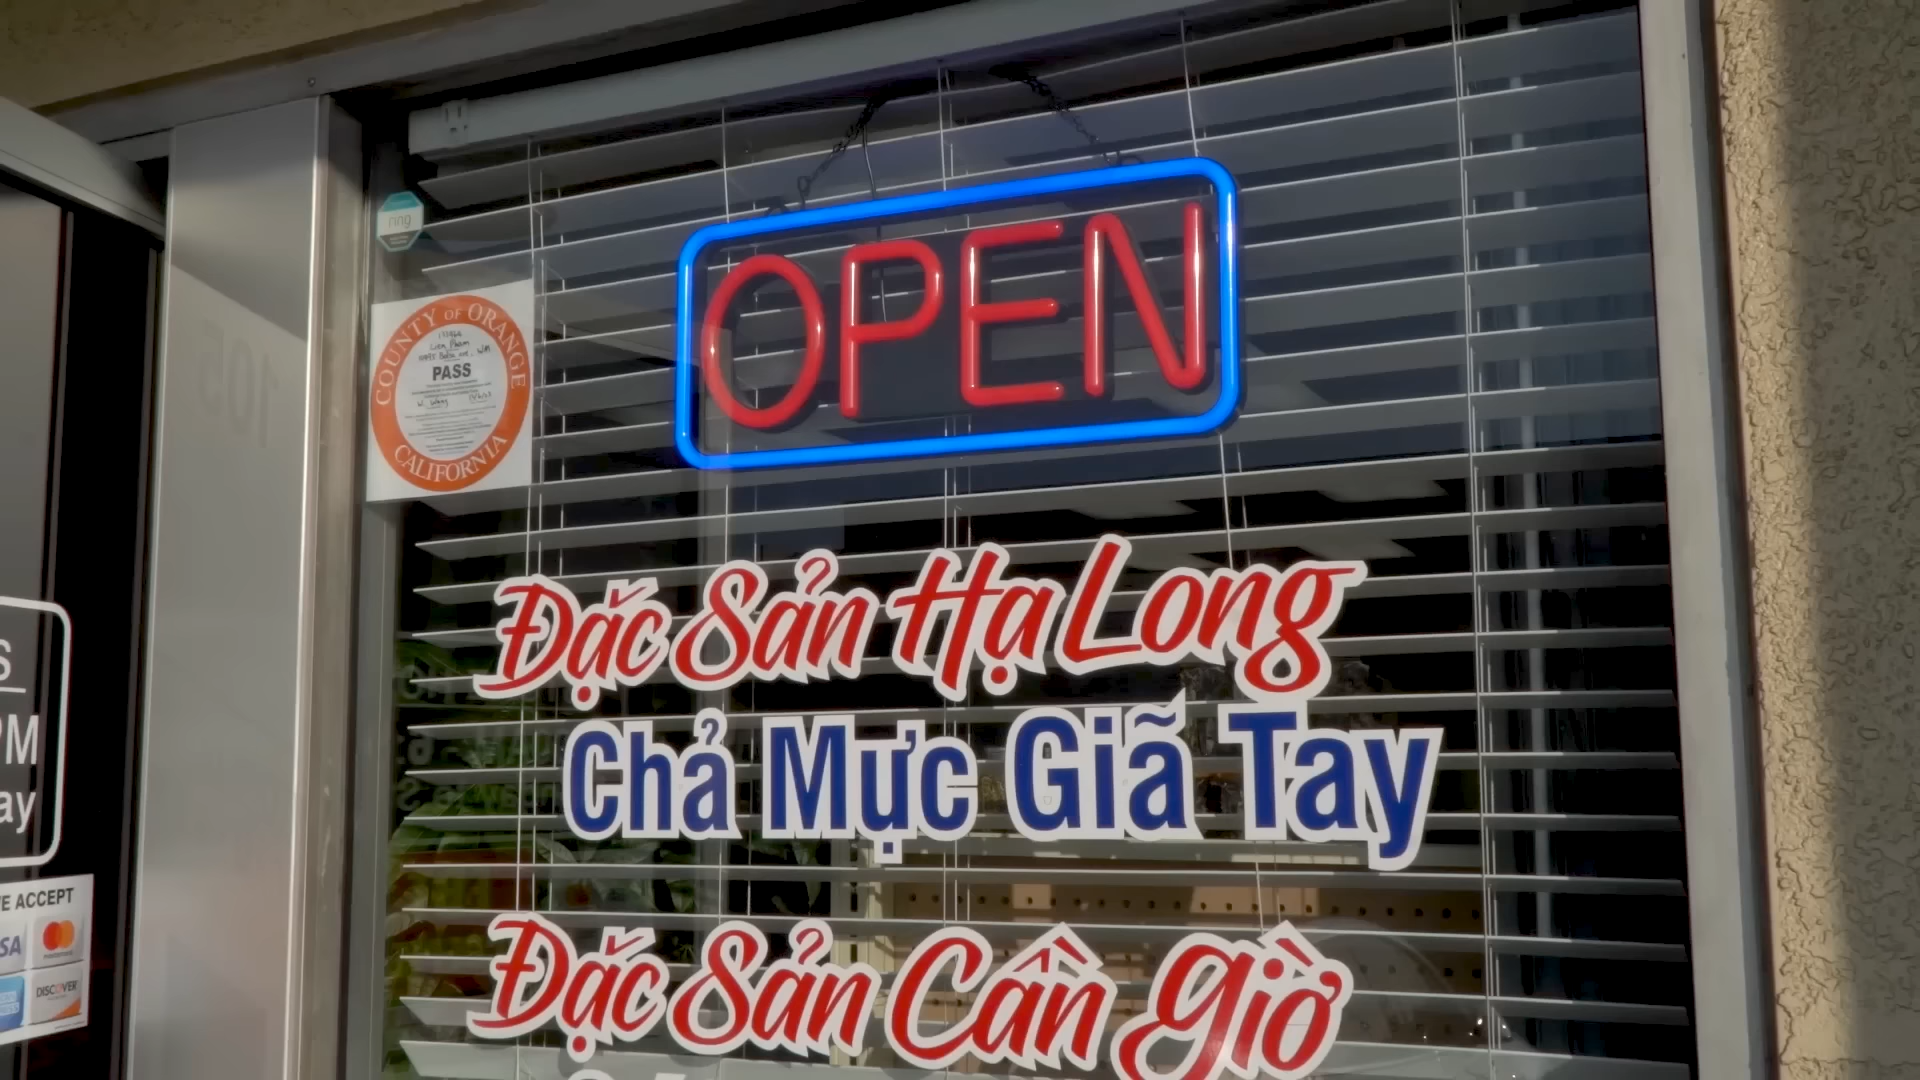 ring
COUNTY OF ORANGE
PASS
CALIFORNIA
OPEN
Đặc Sản Hạ Long
Chả Mực Giã Tay
Đặc Sản Cần Giờ
S
PM
ay
ACCEPT
VISA
DISCOVER